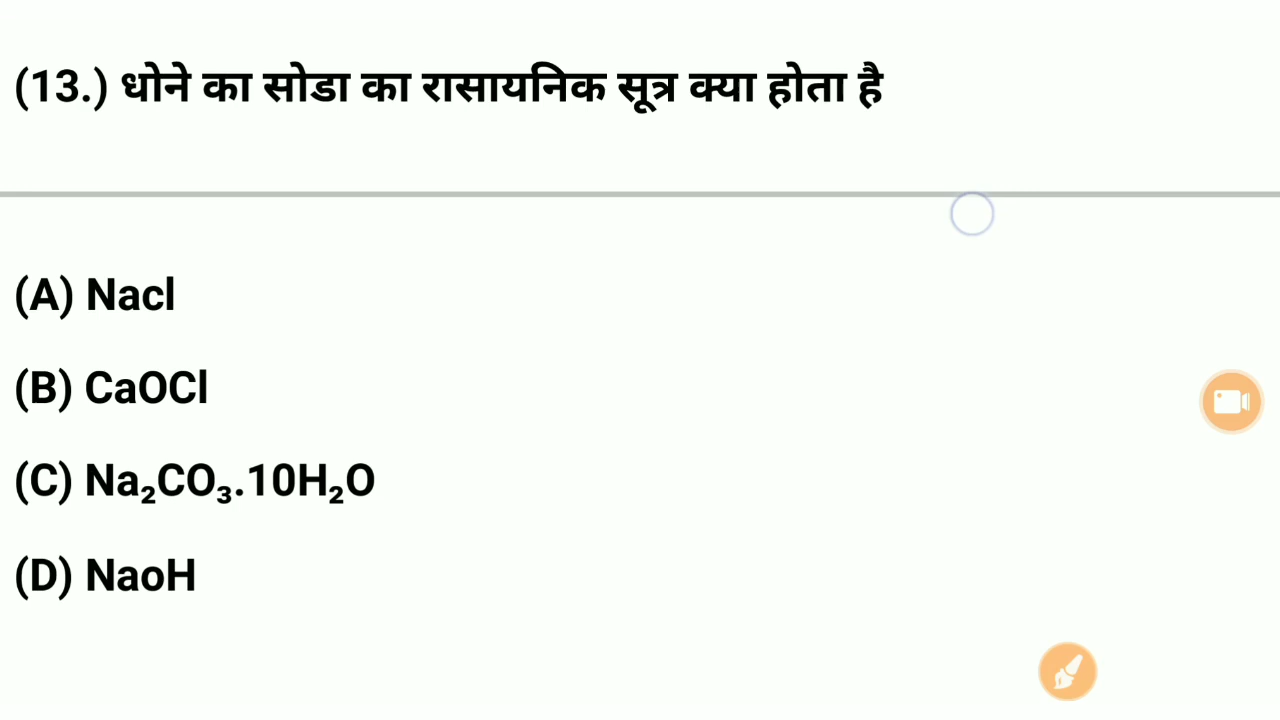 (13.) धोने का सोडा का रासायनिक सूत्र क्या होता है
(A) Nacl
(B) CaOCl
(C) Na₂CO₃.10H₂O
(D) NaoH